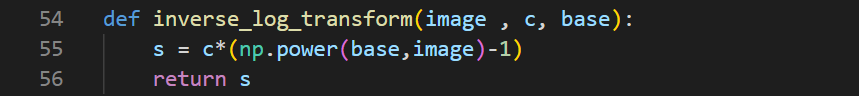 54 def inverse_log_transform(image , c, base):
55 s = c*(np.power(base,image)-1)
56 return s